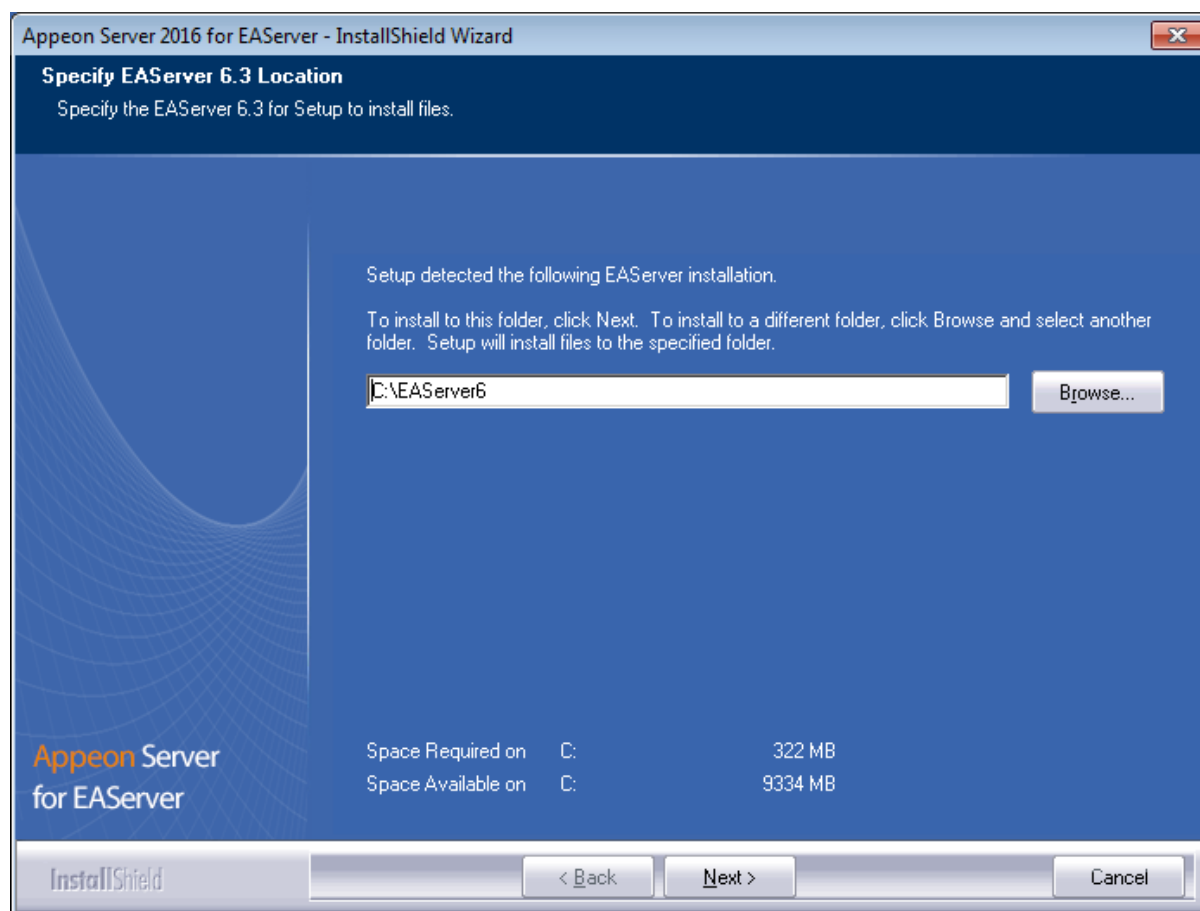 Appeon Server 2016 for EAServer - InstallShield Wizard
Specify EAServer 6.3 Location
Specify the EAServer 6.3 for Setup to install files.
Setup detected the following EAServer installation.
To install to this folder, click Next.  To install to a different folder, click Browse and select another
folder.  Setup will install files to the specified folder.
C:\EAServer6
Browse...
Space Required on C: 322 MB
Space Available on C: 9334 MB
Appeon Server
for EAServer
InstallShield
< Back
Next >
Cancel